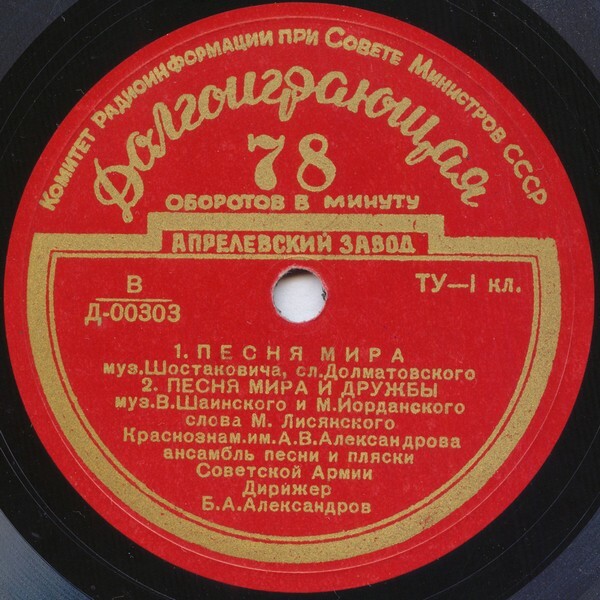 Комитет Радиоинформации при Совете Министров СССР
Долгоиграющая
78
ОБОРОТОВ В МИНУТУ
АПРЕЛЕВСКИЙ ЗАВОД
В
Д-00303
ТУ—I кл.
1. ПЕСНЯ МИРА
муз.Шостаковича, сл.Долматовского
2. ПЕСНЯ МИРА И ДРУЖБЫ
муз.В.Шаинского и М.Иорданского
слова М. Лисянского
Краснознам.им.А.В.Александрова
ансамбль песни и пляски
Советской Армии
Дирижер
Б.А.Александров